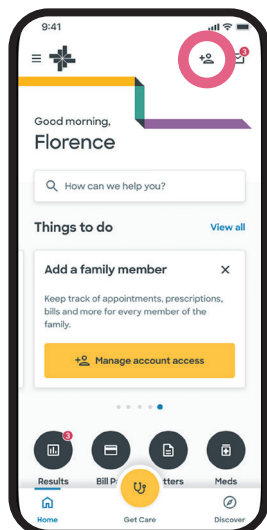 9:41
3
Good morning,
Florence
How can we help you?
Things to do
View all
Add a family member
Keep track of appointments, prescriptions,
bills and more for every member of the
family.
Manage account access
3
Results
Bill P
tters
Meds
Home
Get Care
Discover